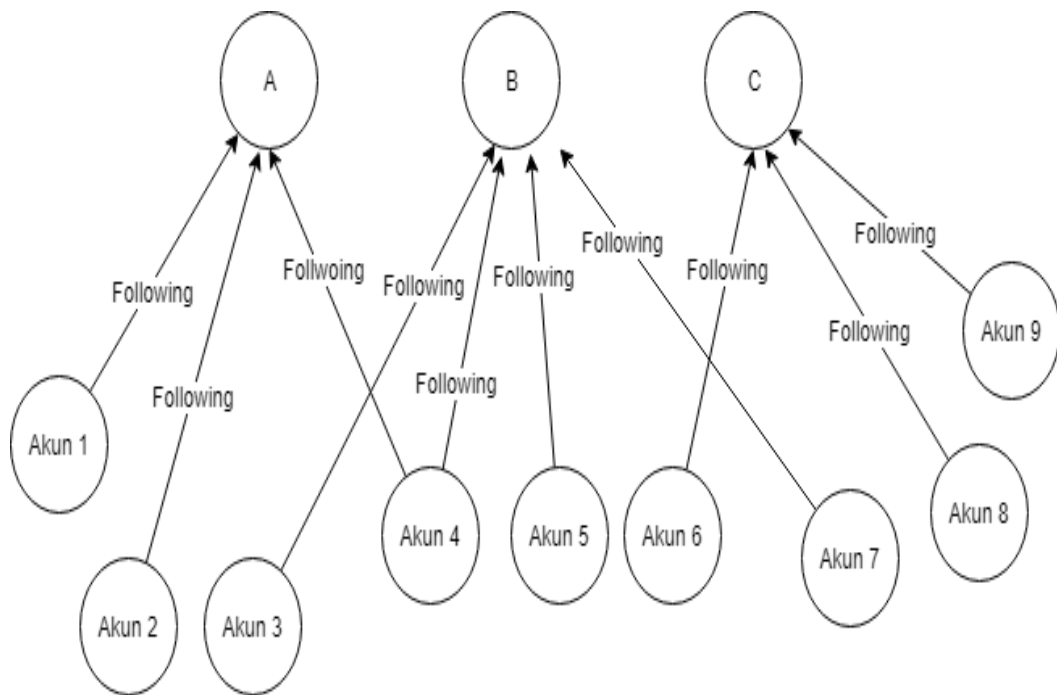 A
B
C
Following
Following
Follwoing
Following
Following
Following
Following
Following
Following
Following
Akun 9
Akun 1
Akun 8
Akun 4
Akun 5
Akun 6
Akun 7
Akun 2
Akun 3